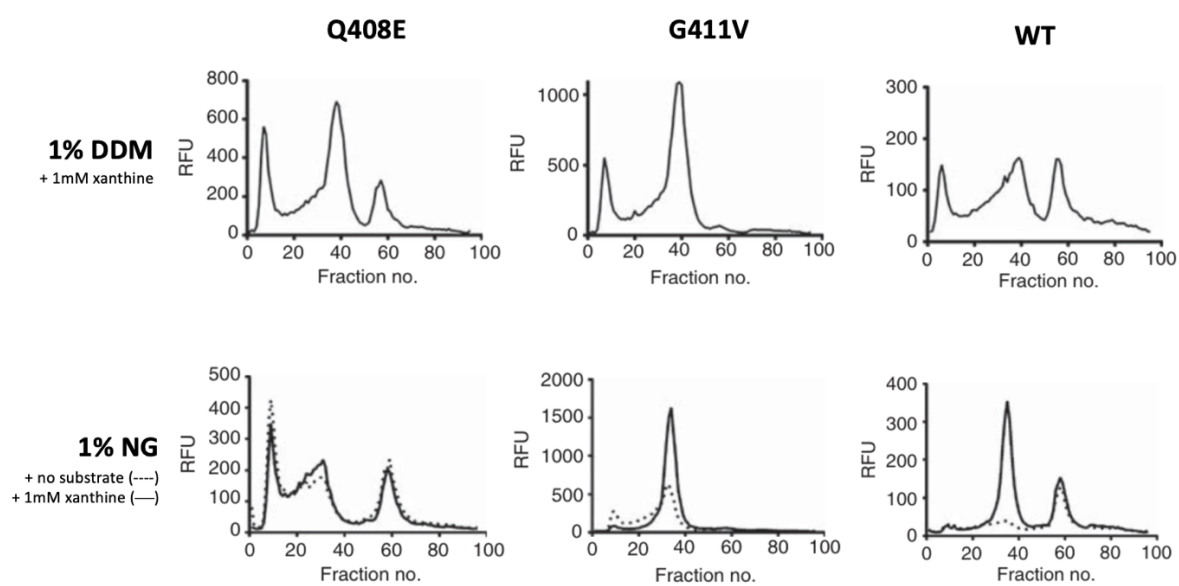 Q408E
G411V
WT
1% DDM
+ 1mM xanthine
RFU
800
600
400
200
0
0 20 40 60 80 100
Fraction no.
RFU
1000
500
0
0 20 40 60 80 100
Fraction no.
RFU
300
200
100
0
0 20 40 60 80 100
Fraction no.
1% NG
+ no substrate (----)
+ 1mM xanthine (—)
RFU
500
400
300
200
100
0
0 20 40 60 80 100
Fraction no.
RFU
2000
1500
1000
500
0
0 20 40 60 80 100
Fraction no.
RFU
400
300
200
100
0
0 20 40 60 80 100
Fraction no.